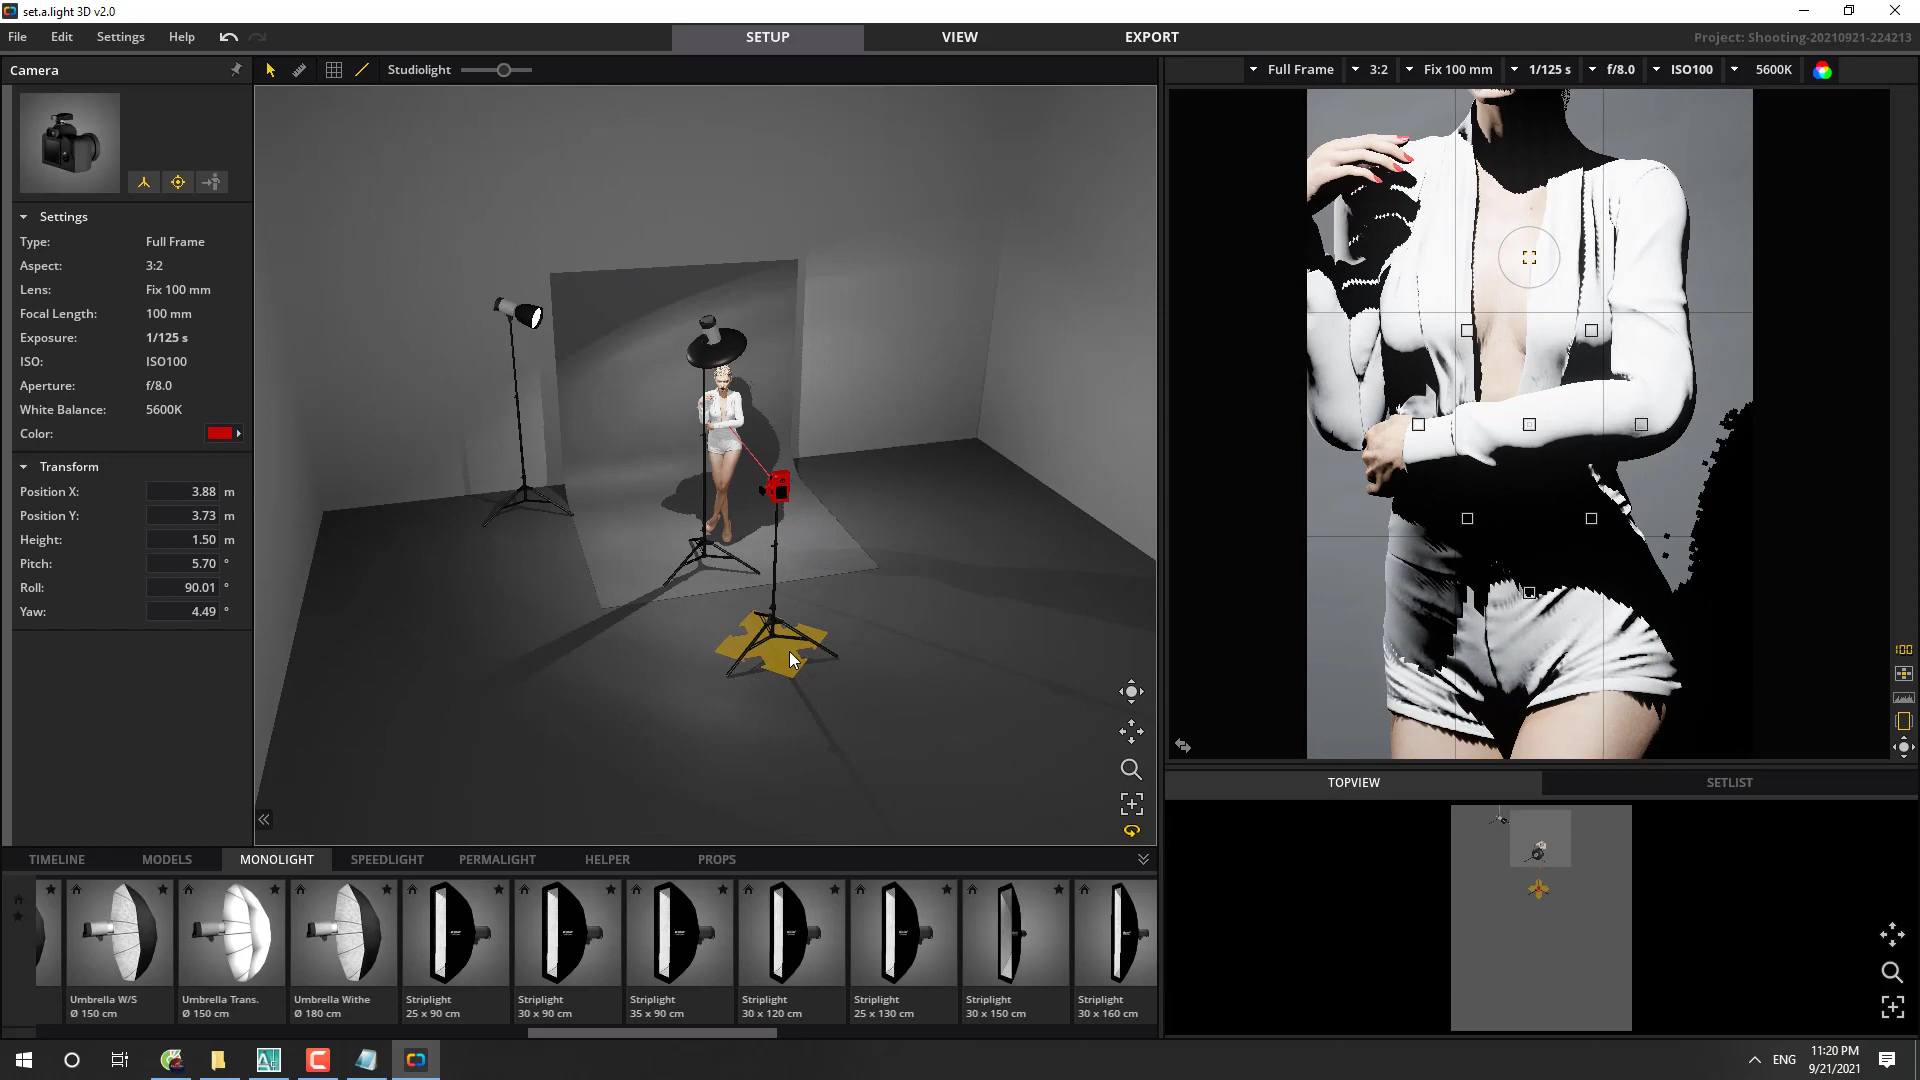 set.a.light 3D v2.0
File Edit Settings Help
SETUP VIEW EXPORT
Project: Shooting-20210921-224213
Camera
Studiolight
Full Frame 3:2 Fix 100 mm 1/125 s f/8.0 ISO100 5600K
Settings
Type: Full Frame
Aspect: 3:2
Lens: Fix 100 mm
Focal Length: 100 mm
Exposure: 1/125 s
ISO: ISO100
Aperture: f/8.0
White Balance: 5600K
Color:
Transform
Position X: 3.88 m
Position Y: 3.73 m
Height: 1.50 m
Pitch: 5.70 °
Roll: 90.01 °
Yaw: 4.49 °
100
TOPVIEW SETLIST
TIMELINE MODELS MONOLIGHT SPEEDLIGHT PERMALIGHT HELPER PROPS
Umbrella W/S
Ø 150 cm
Umbrella Trans.
Ø 150 cm
Umbrella Withe
Ø 180 cm
Striplight
25 x 90 cm
Striplight
30 x 90 cm
Striplight
35 x 90 cm
Striplight
30 x 120 cm
Striplight
25 x 130 cm
Striplight
30 x 150 cm
Striplight
30 x 160 cm
ENG
11:20 PM
9/21/2021